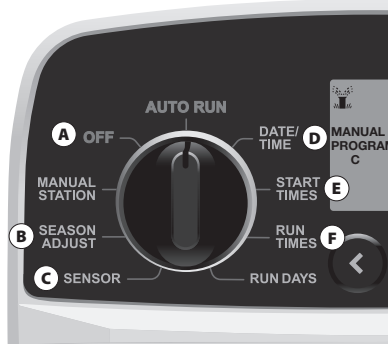 AUTO RUN
A
OFF
DATE/
TIME
D
MANUAL
STATION
START
TIMES
E
B
SEASON
ADJUST
RUN
TIMES
F
C
SENSOR
RUN DAYS
MANUAL
PROGRAM
C